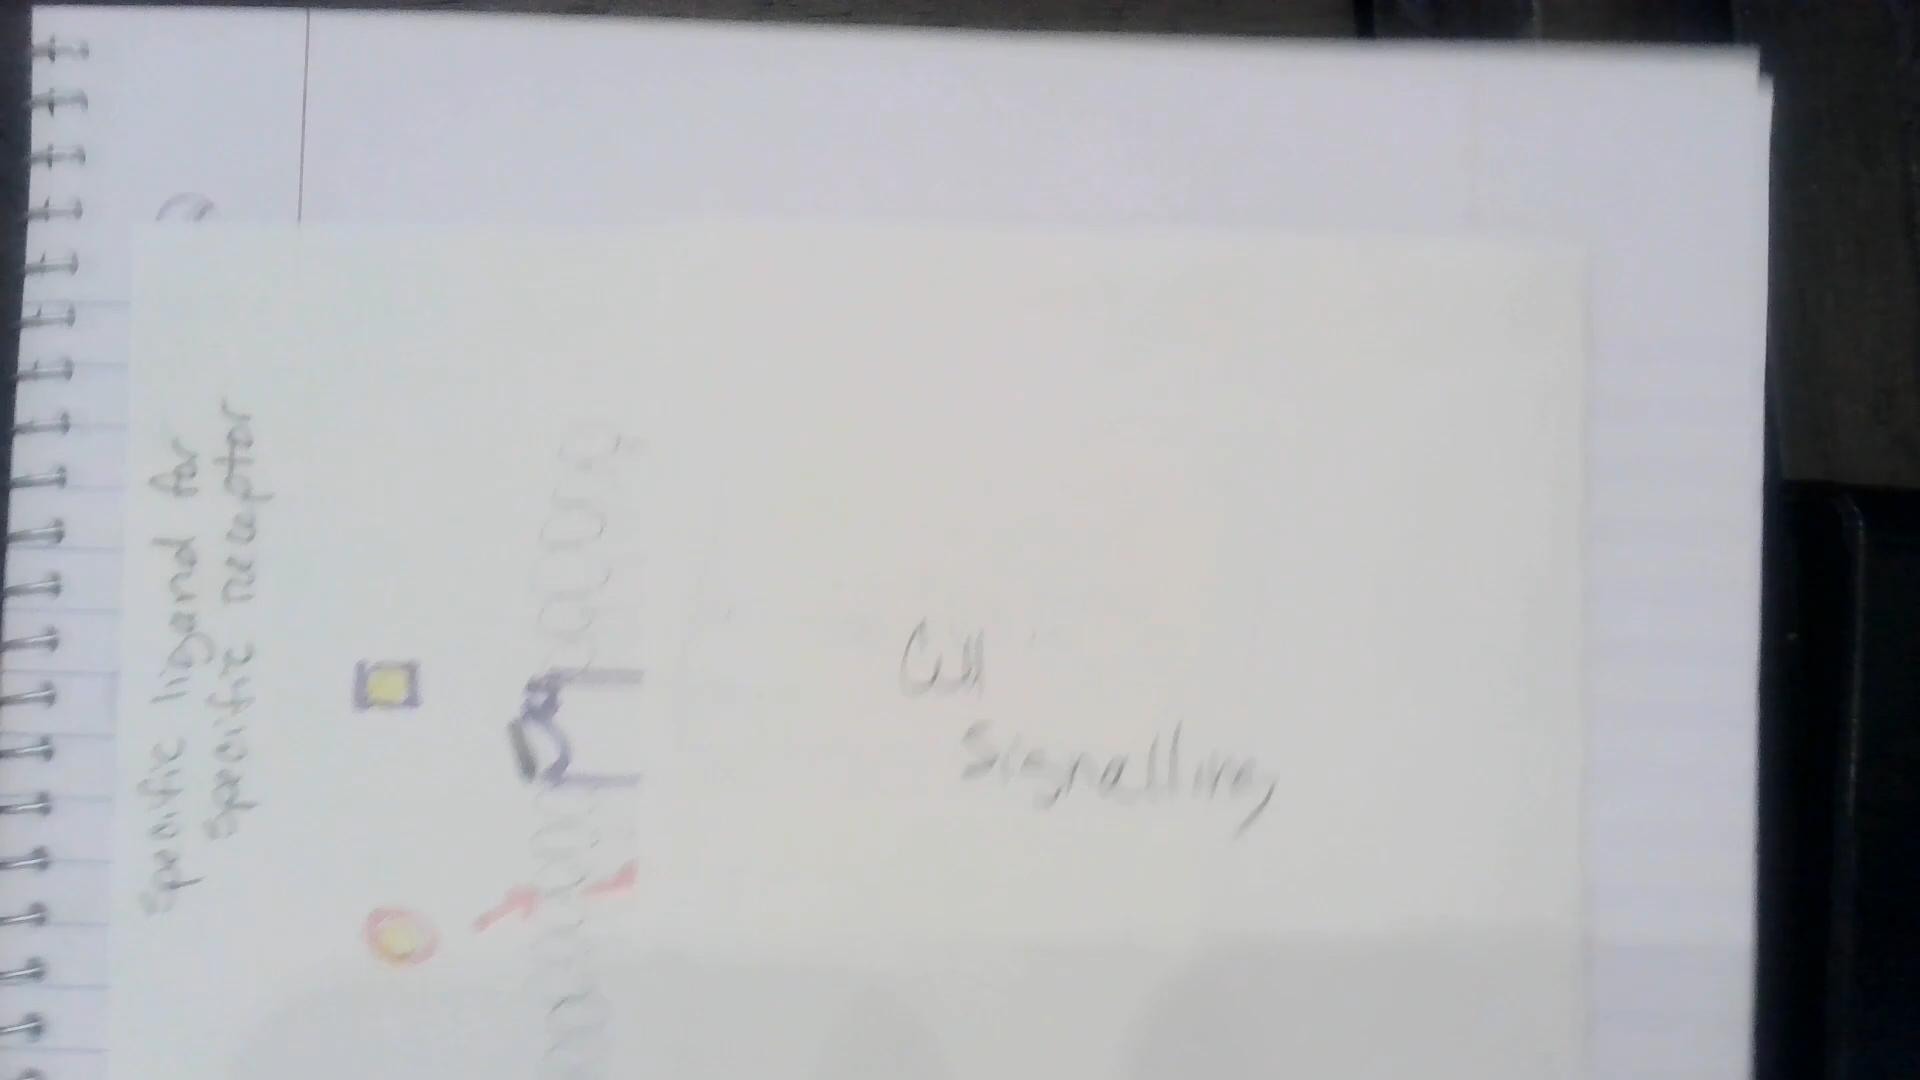 Specific ligand for
specific receptor
Cell
Signalling